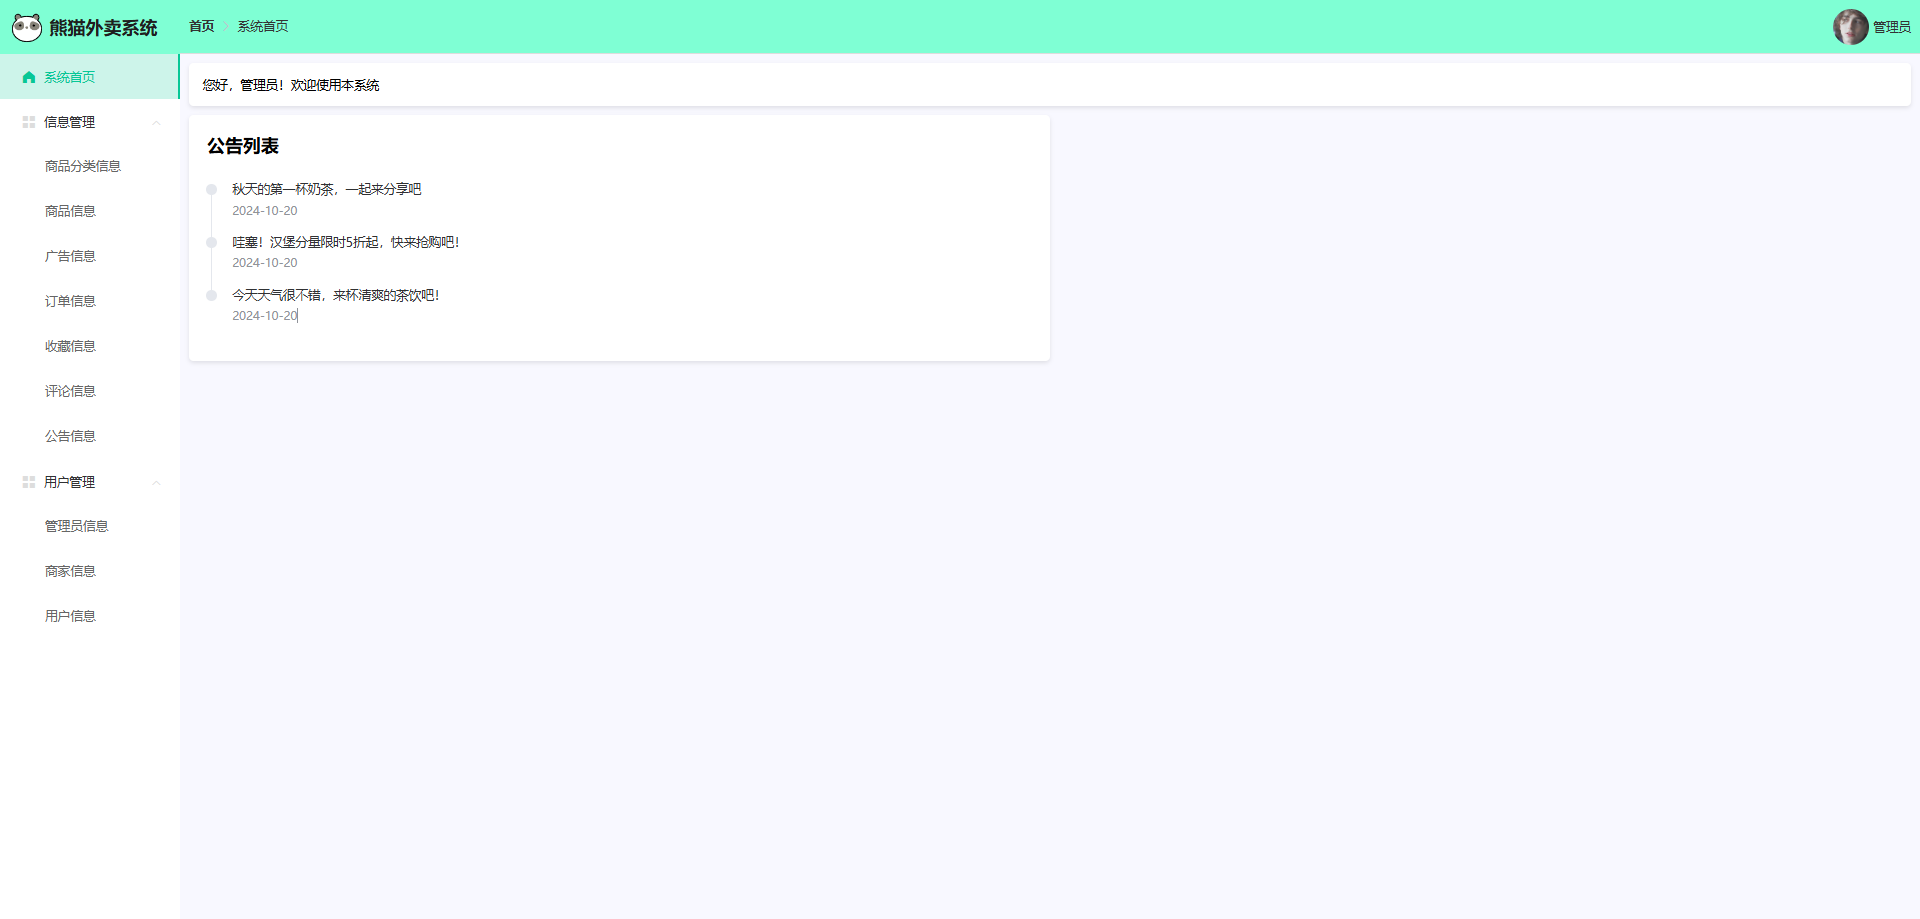 熊猫外卖系统
首页
系统首页
管理员
系统首页
信息管理
商品分类信息
商品信息
广告信息
订单信息
收藏信息
评论信息
公告信息
用户管理
管理员信息
商家信息
用户信息
您好，管理员！欢迎使用本系统
公告列表
秋天的第一杯奶茶，一起来分享吧
2024-10-20
哇塞！汉堡分量限时5折起，快来抢购吧！
2024-10-20
今天天气很不错，来杯清爽的茶饮吧！
2024-10-20